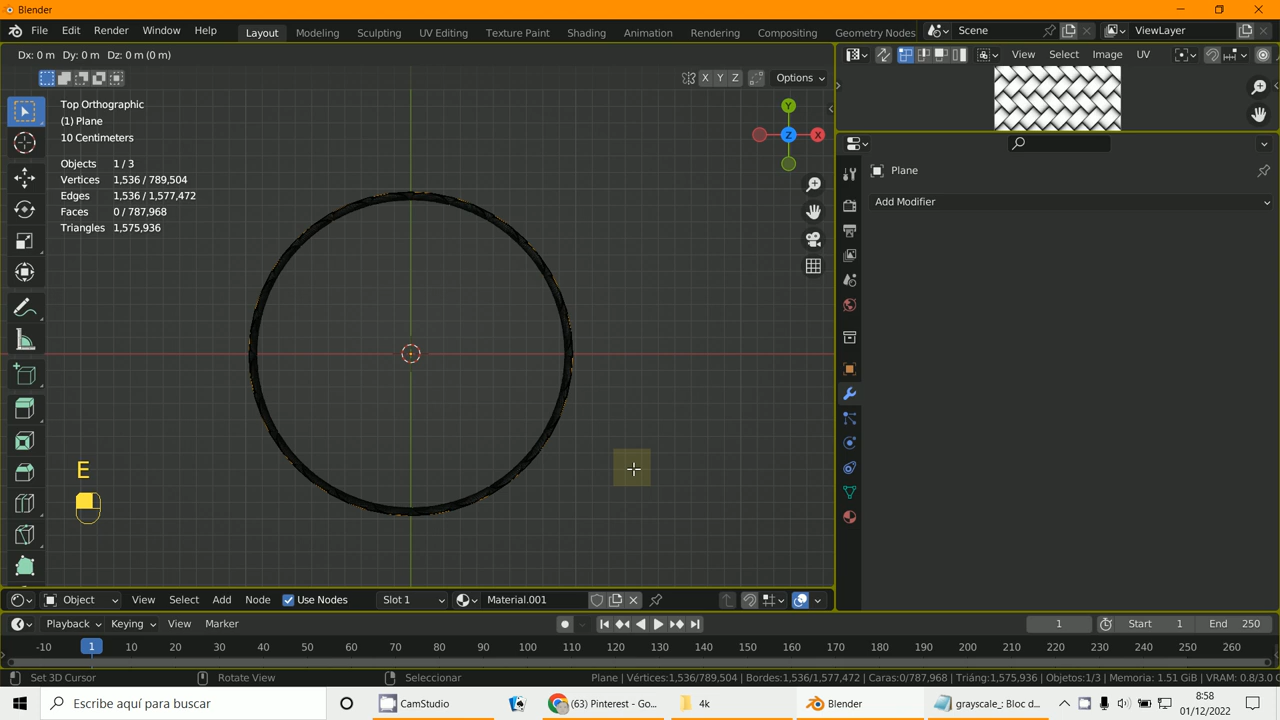 Blender
File Edit Render Window Help Layout Modeling Sculpting UV Editing Texture Paint Shading Animation Rendering Compositing Geometry Nodes Scene ViewLayer
Dx: 0 m Dy: 0 m Dz: 0 m (0 m) View Select Image UV
X Y Z Options
Top Orthographic
(1) Plane
10 Centimeters
Objects 1 / 3
Vertices 1,536 / 789,504
Edges 1,536 / 1,577,472
Faces 0 / 787,968
Triangles 1,575,936
Y
X
Z
Plane
Add Modifier
E
Object View Select Add Node Use Nodes Slot 1 Material.001
Playback Keying View Marker 1 Start 1 End 250
-10 1 10 20 30 40 50 60 70 80 90 100 110 120 130 140 150 160 170 180 190 200 210 220 230 240 250 260
Set 3D Cursor Rotate View Seleccionar Plane | Vértices:1,536/789,504 | Bordes:1,536/1,577,472 | Caras:0/787,968 | Triáng:1,575,936 | Objetos:1/3 | Memoria: 1.51 GiB | VRAM: 0.8/3.0 G
Escribe aquí para buscar CamStudio (63) Pinterest - Go... 4k Blender grayscale_: Bloc d... 8:58
01/12/2022